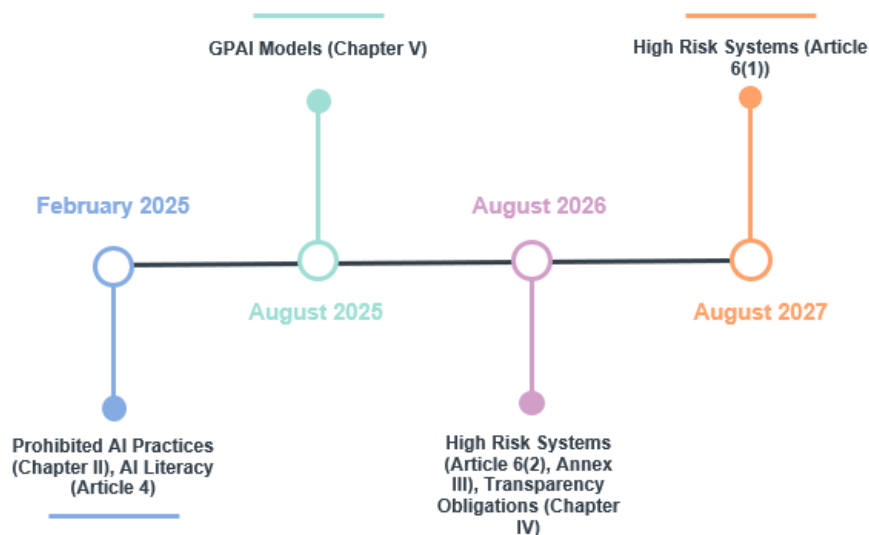 GPAI Models (Chapter V)
High Risk Systems (Article
6(1))
February 2025
August 2026
August 2025
August 2027
Prohibited AI Practices
(Chapter II), AI Literacy
(Article 4)
High Risk Systems
(Article 6(2), Annex
III), Transparency
Obligations (Chapter
IV)